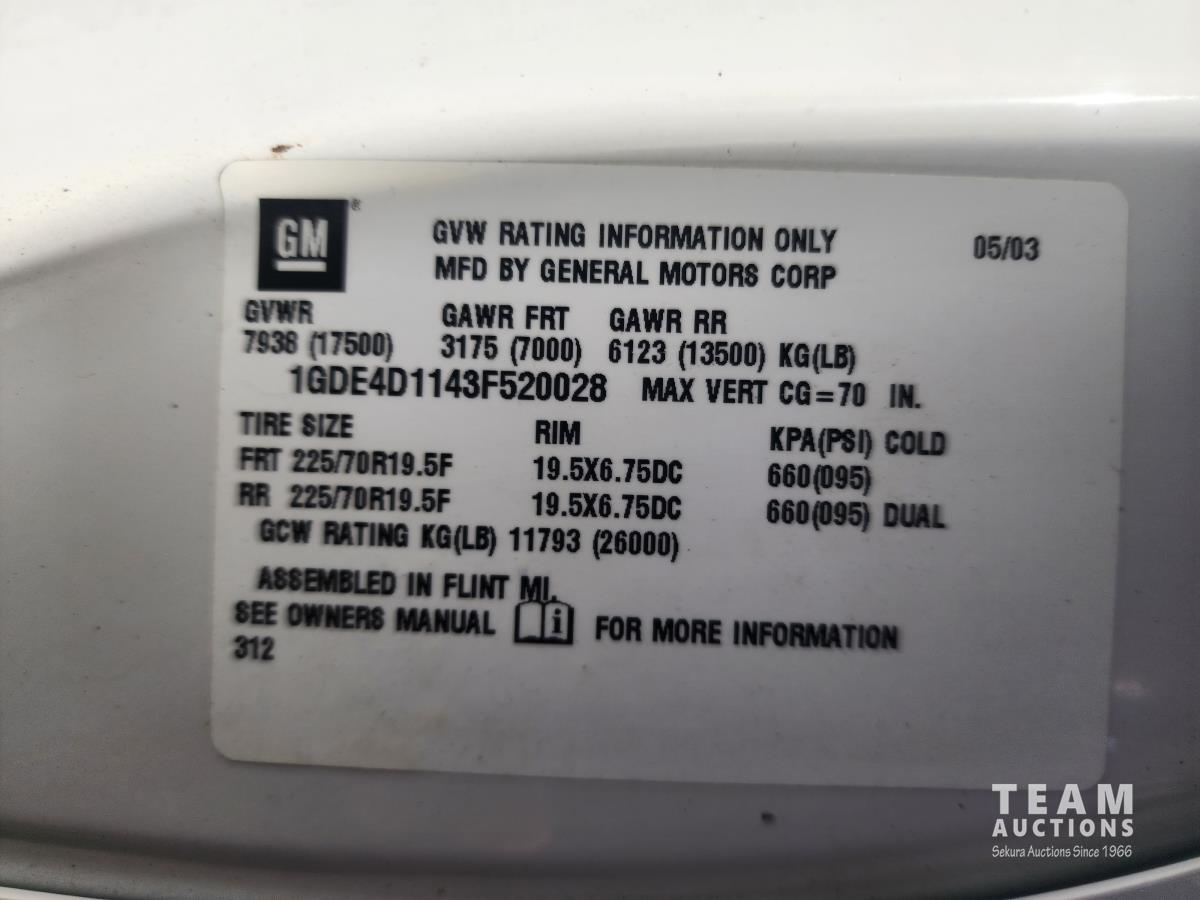 GM®
GVW RATING INFORMATION ONLY 05/03
MFD BY GENERAL MOTORS CORP
GVWR GAWR FRT GAWR RR
7938 (17500) 3175 (7000) 6123 (13500) KG(LB)
1GDE4D1143F520028 MAX VERT CG=70 IN.
TIRE SIZE RIM KPA(PSI) COLD
FRT 225/70R19.5F 19.5X6.75DC 660(095)
RR 225/70R19.5F 19.5X6.75DC 660(095) DUAL
GCW RATING KG(LB) 11793 (26000)
ASSEMBLED IN FLINT MI.
SEE OWNERS MANUAL i FOR MORE INFORMATION
312
TEAM
AUCTIONS
Sekura Auctions Since 1966